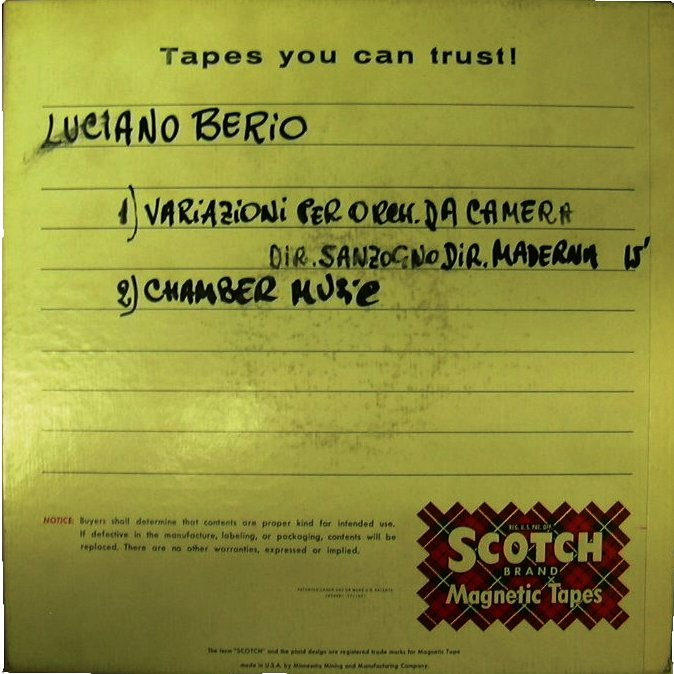 Tapes you can trust!
LUCIANO BERIO
1) VARIAZIONI PER ORCH. DA CAMERA
DIR. SANZOGNO DIR. MADERNA 15'
2) CHAMBER MUSIC
NOTICE: Buyers shall determine that contents are proper kind for intended use.
If defective in the manufacture, labeling, or packaging, contents will be
replaced. There are no other warranties, expressed or implied.
REG. U.S. PAT. OFF.
SCOTCH
BRAND
Magnetic Tapes
The term "SCOTCH" and the plaid design are registered trade marks for Magnetic Tape
made in U.S.A. by Minnesota Mining and Manufacturing Company.